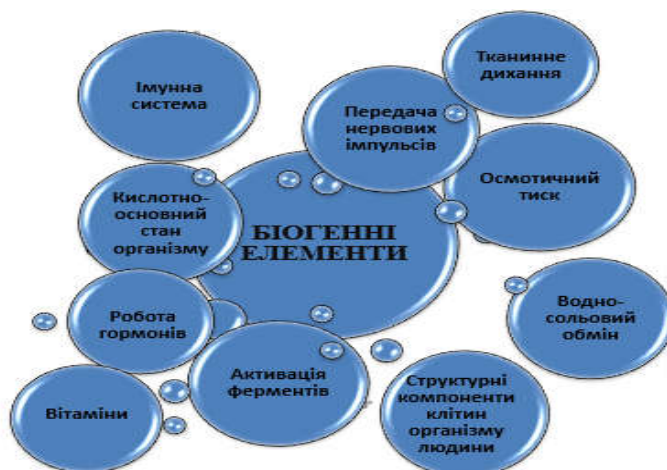 Тканинне
дихання
Імунна
система
Передача
нервових
імпульсів
Осмотичний
тиск
Кислотно-
основний
стан
організму
БІОГЕННІ
ЕЛЕМЕНТИ
Водно-
сольовий
обмін
Робота
гормонів
Активація
ферментів
Структурні
компоненти
клітин
організму
людини
Вітаміни